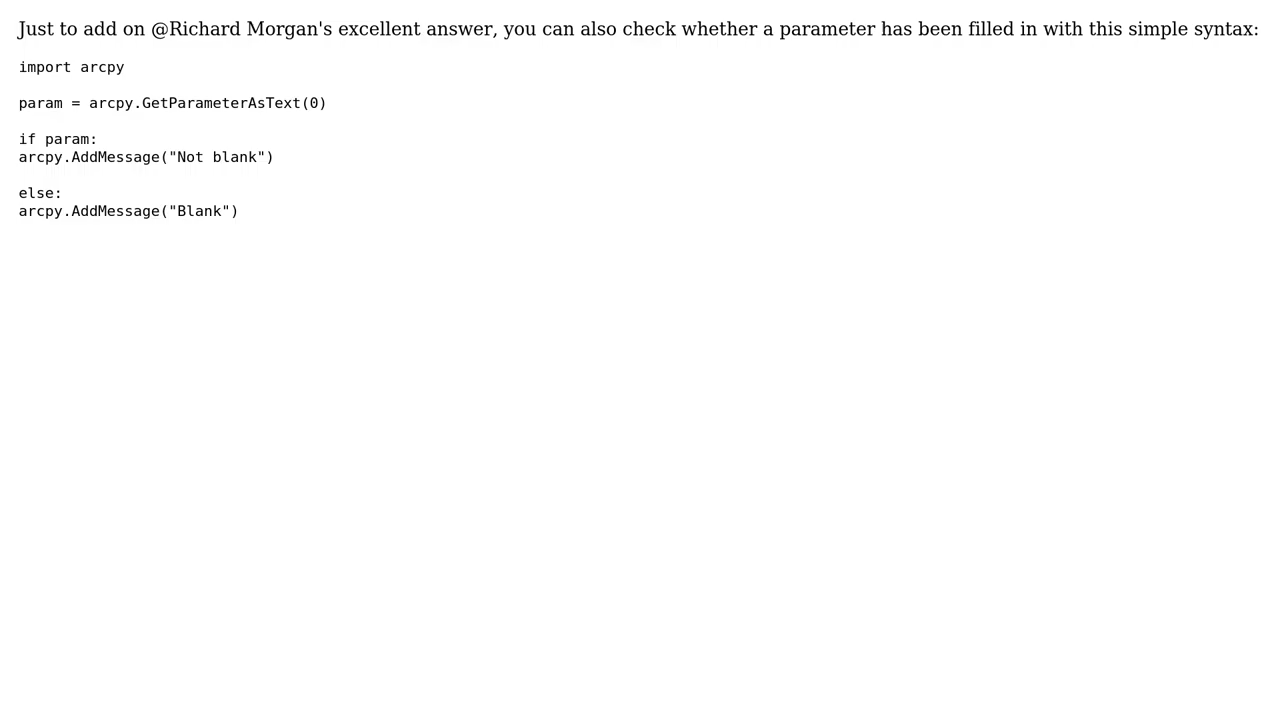 Just to add on @Richard Morgan's excellent answer, you can also check whether a parameter has been filled in with this simple syntax:
import arcpy
param = arcpy.GetParameterAsText(0)
if param:
arcpy.AddMessage("Not blank")
else:
arcpy.AddMessage("Blank")